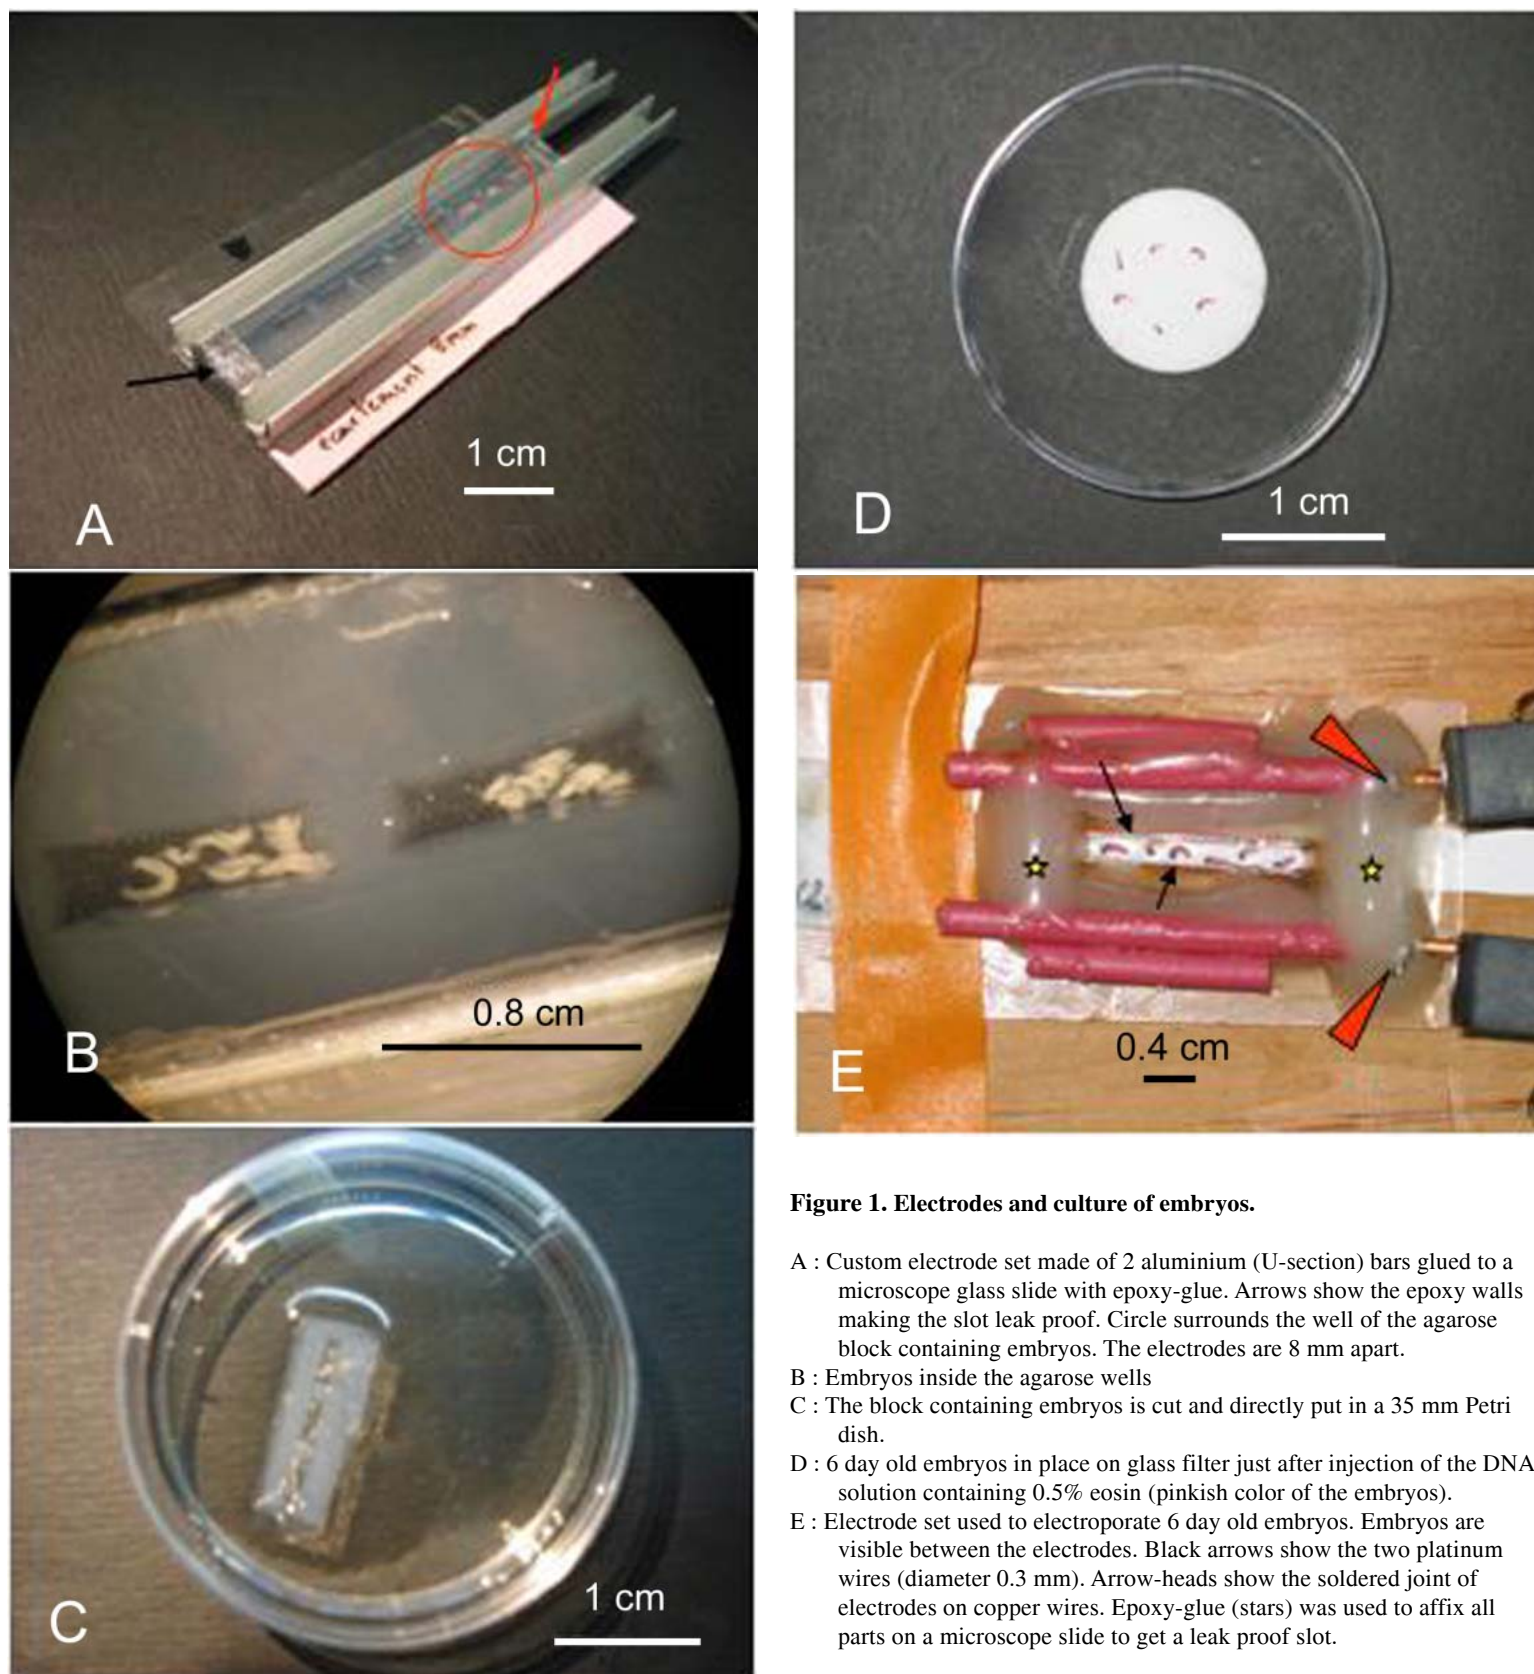 ecartement 8mm
1 cm
A
1 cm
D
0.8 cm
B
0.4 cm
E
1 cm
C
Figure 1. Electrodes and culture of embryos.
A : Custom electrode set made of 2 aluminium (U-section) bars glued to a
microscope glass slide with epoxy-glue. Arrows show the epoxy walls
making the slot leak proof. Circle surrounds the well of the agarose
block containing embryos. The electrodes are 8 mm apart.
B : Embryos inside the agarose wells
C : The block containing embryos is cut and directly put in a 35 mm Petri
dish.
D : 6 day old embryos in place on glass filter just after injection of the DNA
solution containing 0.5% eosin (pinkish color of the embryos).
E : Electrode set used to electroporate 6 day old embryos. Embryos are
visible between the electrodes. Black arrows show the two platinum
wires (diameter 0.3 mm). Arrow-heads show the soldered joint of
electrodes on copper wires. Epoxy-glue (stars) was used to affix all
parts on a microscope slide to get a leak proof slot.